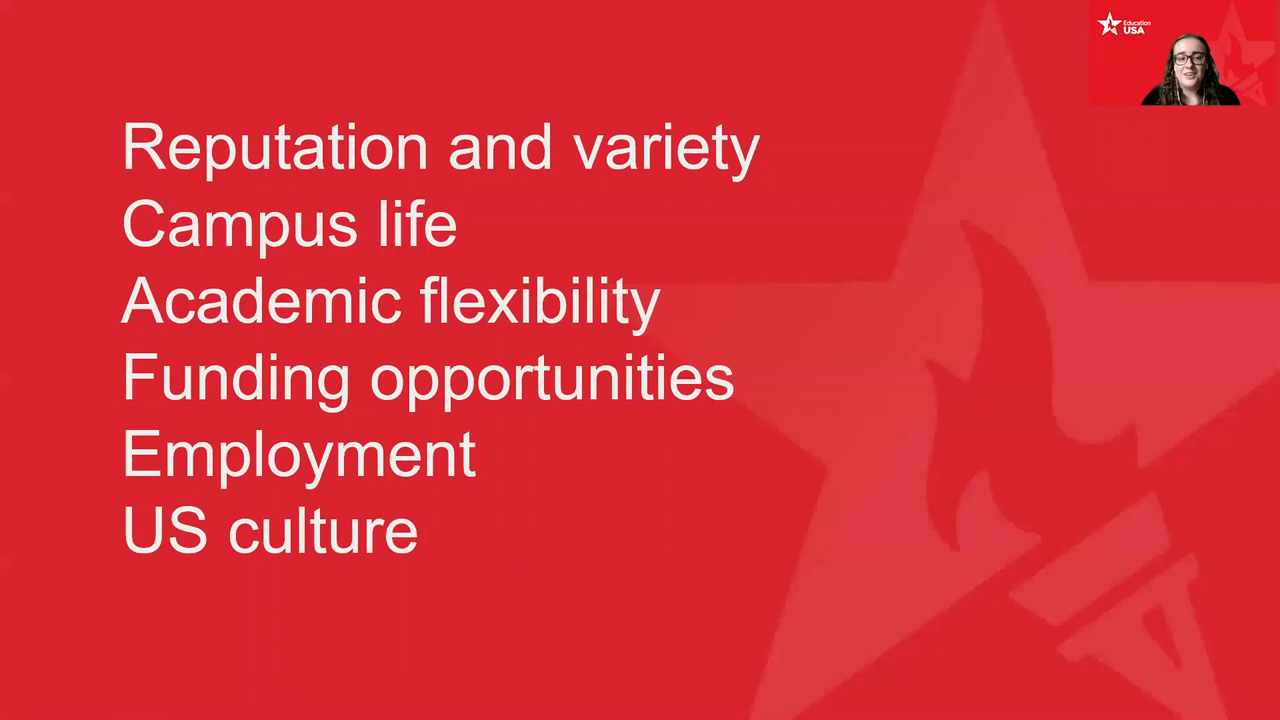 Education
USA
Reputation and variety
Campus life
Academic flexibility
Funding opportunities
Employment
US culture